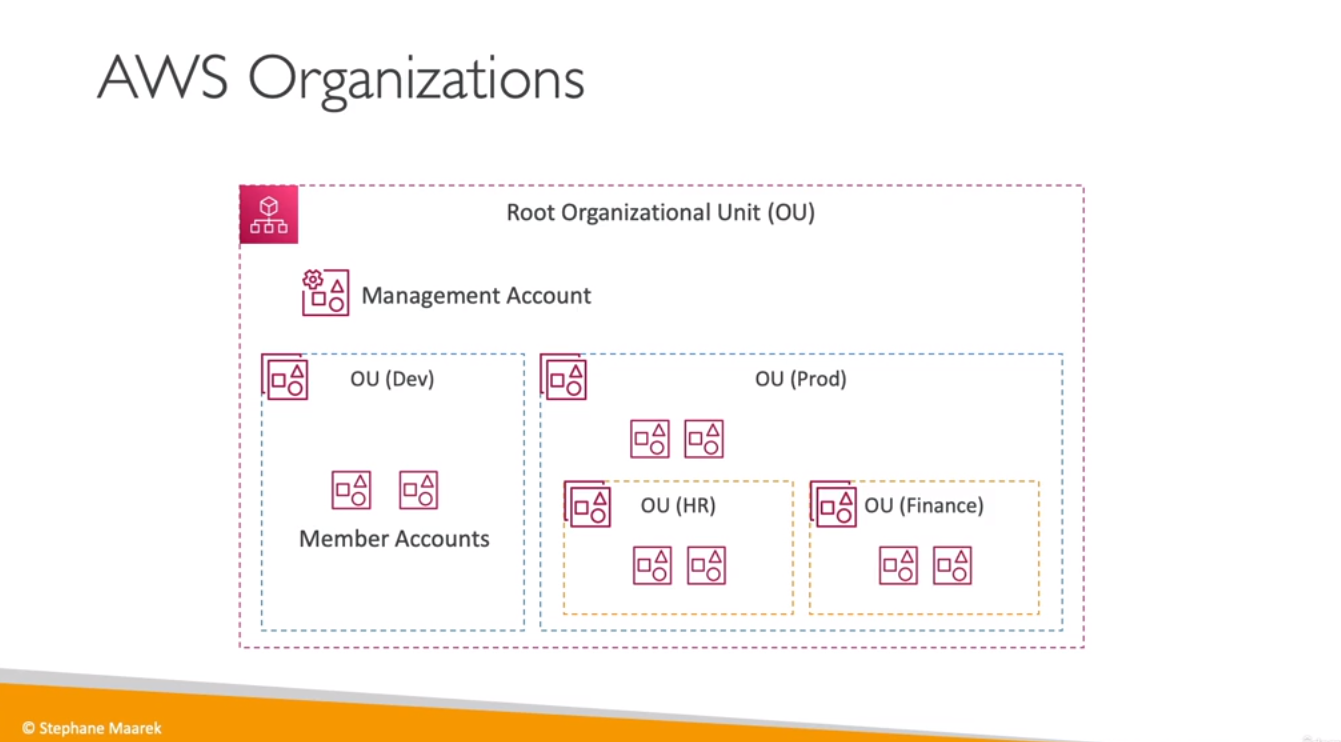 AWS Organizations
Root Organizational Unit (OU)
Management Account
OU (Dev)
OU (Prod)
Member Accounts
OU (HR)
OU (Finance)
© Stephane Maarek